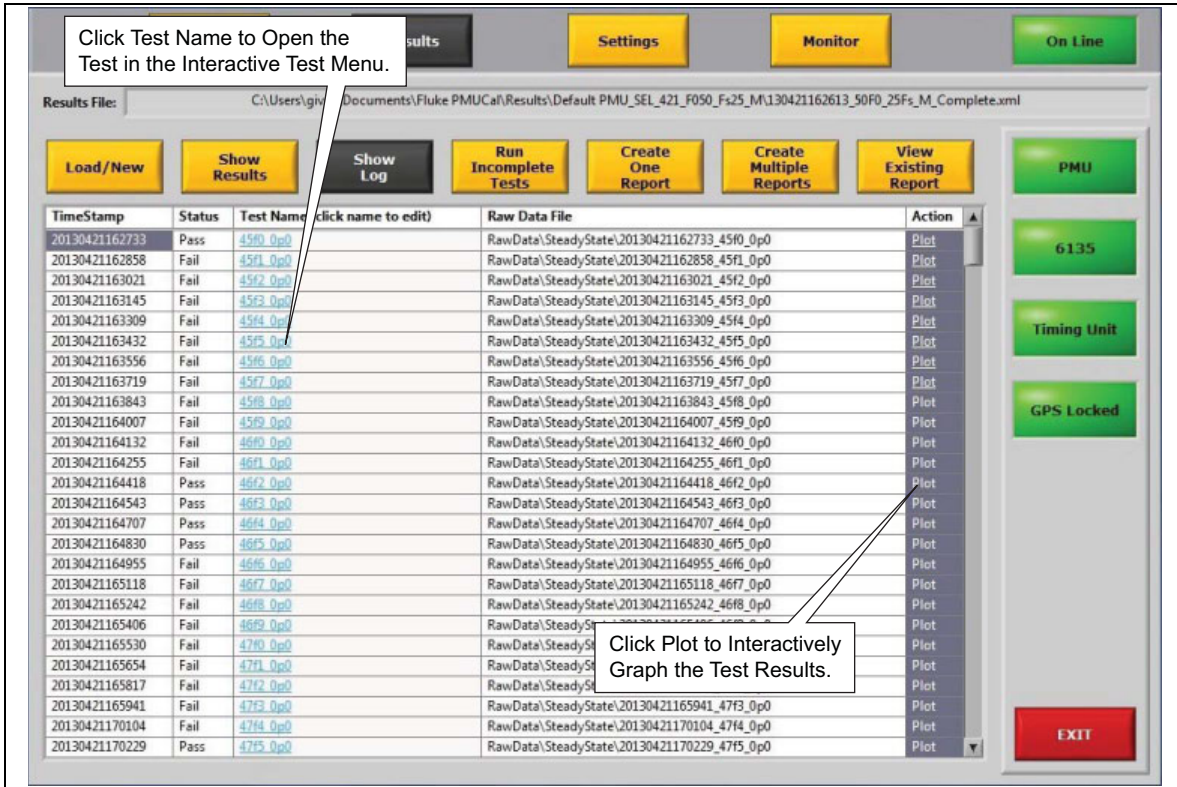 Click Test Name to Open the
Test in the Interactive Test Menu.
Settings
Monitor
On Line
Results File:
Documents\Fluke PMUCal\Results\Default PMU_SEL_421_F050_Fs25_M\130421162613_50F0_25Fs_M_Complete.xml
Load/New
Show
Results
Show
Log
Run
Incomplete
Tests
Create
One
Report
Create
Multiple
Reports
View
Existing
Report
TimeStamp Status Test Name click name to edit) Raw Data File Action
20130421162733 Pass 45f0_0p0 RawData\SteadyState\20130421162733_45f0_0p0 Plot
20130421162858 Fail 45f1_0p0 RawData\SteadyState\20130421162858_45f1_0p0 Plot
20130421163021 Fail 45f2_0p0 RawData\SteadyState\20130421163021_45f2_0p0 Plot
20130421163145 Fail 45f3_0p0 RawData\SteadyState\20130421163145_45f3_0p0 Plot
20130421163309 Fail 45f4_0p0 RawData\SteadyState\20130421163309_45f4_0p0 Plot
20130421163432 Fail 45f5_0p0 RawData\SteadyState\20130421163432_45f5_0p0 Plot
20130421163556 Fail 45f6_0p0 RawData\SteadyState\20130421163556_45f6_0p0 Plot
20130421163719 Fail 45f7_0p0 RawData\SteadyState\20130421163719_45f7_0p0 Plot
20130421163843 Fail 45f8_0p0 RawData\SteadyState\20130421163843_45f8_0p0 Plot
20130421164007 Fail 45f9_0p0 RawData\SteadyState\20130421164007_45f9_0p0 Plot
20130421164132 Fail 46f0_0p0 RawData\SteadyState\20130421164132_46f0_0p0 Plot
20130421164255 Fail 46f1_0p0 RawData\SteadyState\20130421164255_46f1_0p0 Plot
20130421164418 Pass 46f2_0p0 RawData\SteadyState\20130421164418_46f2_0p0 Plot
20130421164543 Pass 46f3_0p0 RawData\SteadyState\20130421164543_46f3_0p0 Plot
20130421164707 Pass 46f4_0p0 RawData\SteadyState\20130421164707_46f4_0p0 Plot
20130421164830 Pass 46f5_0p0 RawData\SteadyState\20130421164830_46f5_0p0 Plot
20130421164955 Fail 46f6_0p0 RawData\SteadyState\20130421164955_46f6_0p0 Plot
20130421165118 Fail 46f7_0p0 RawData\SteadyState\20130421165118_46f7_0p0 Plot
20130421165242 Fail 46f8_0p0 RawData\SteadyState\20130421165242_46f8_0p0 Plot
20130421165406 Fail 46f9_0p0 Plot
20130421165530 Fail 47f0_0p0 Plot
20130421165654 Fail 47f1_0p0 Plot
20130421165817 Fail 47f2_0p0 Plot
20130421165941 Fail 47f3_0p0 RawData\SteadyState\20130421165941_47f3_0p0 Plot
20130421170104 Fail 47f4_0p0 RawData\SteadyState\20130421170104_47f4_0p0 Plot
20130421170229 Pass 47f5_0p0 RawData\SteadyState\20130421170229_47f5_0p0 Plot
Click Plot to Interactively
Graph the Test Results.
PMU
6135
Timing Unit
GPS Locked
EXIT